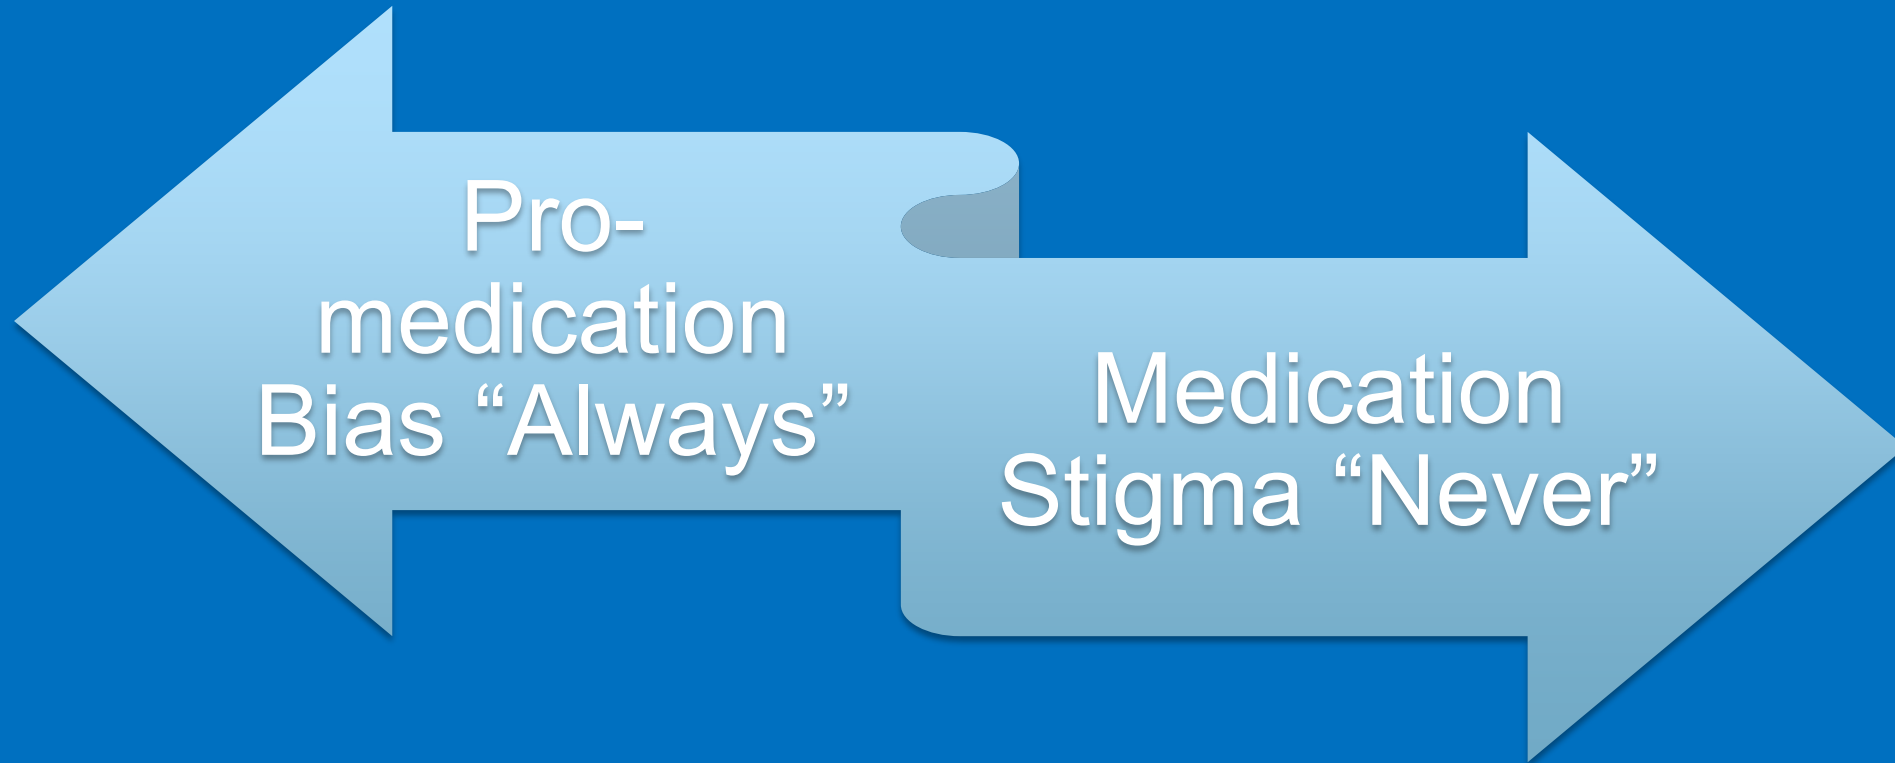 Pro-
medication
Bias “Always”
Medication
Stigma “Never”